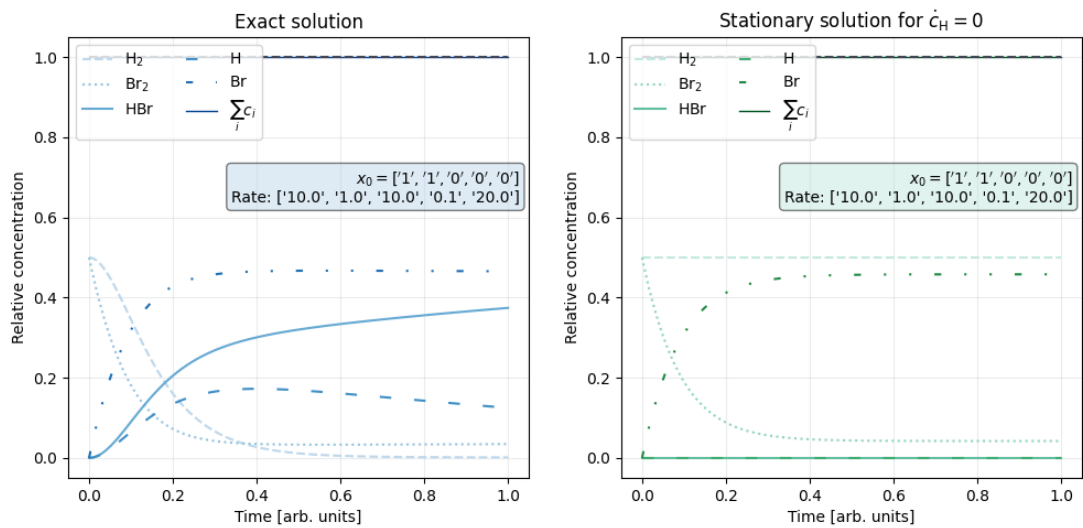 Exact solution
Relative concentration
1.0
0.8
0.6
0.4
0.2
0.0
H₂
Br₂
HBr
H
Br
∑ᵢ cᵢ
x₀ = ['1', '1', '0', '0', '0']
Rate: ['10.0', '1.0', '10.0', '0.1', '20.0']
0.0 0.2 0.4 0.6 0.8 1.0
Time [arb. units]
Stationary solution for ċ_H = 0
Relative concentration
1.0
0.8
0.6
0.4
0.2
0.0
H₂
Br₂
HBr
H
Br
∑ᵢ cᵢ
x₀ = ['1', '1', '0', '0', '0']
Rate: ['10.0', '1.0', '10.0', '0.1', '20.0']
0.0 0.2 0.4 0.6 0.8 1.0
Time [arb. units]